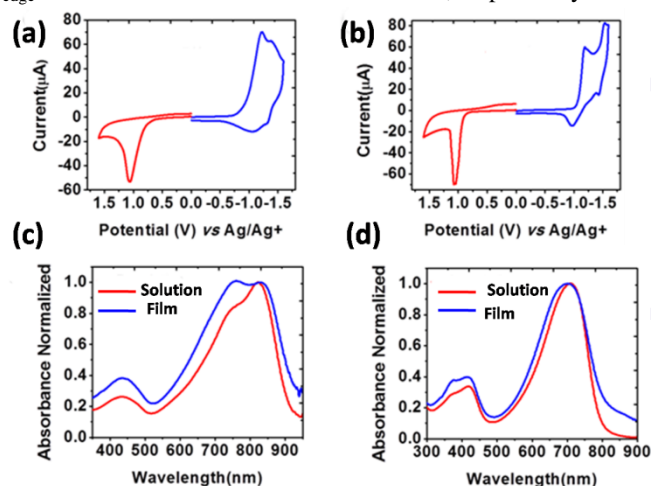 edge
(a)
80
60
40
20
0
-20
-40
-60
Current(μA)
1.5 1.0 0.5 0.0 -0.5 -1.0 -1.5
Potential (V) vs Ag/Ag+
(b)
80
60
40
20
0
-20
-40
-60
-80
Current(μA)
1.5 1.0 0.5 0.0-0.5-1.0-1.5
Potential (V) vs Ag/Ag+
(c)
1.0
0.8
0.6
0.4
0.2
0.0
Absorbance Normalized
Solution
Film
400 500 600 700 800 900
Wavelength(nm)
(d)
1.0
0.8
0.6
0.4
0.2
0.0
Absorbance Normalized
Solution
Film
300 400 500 600 700 800 900
Wavelength(nm)